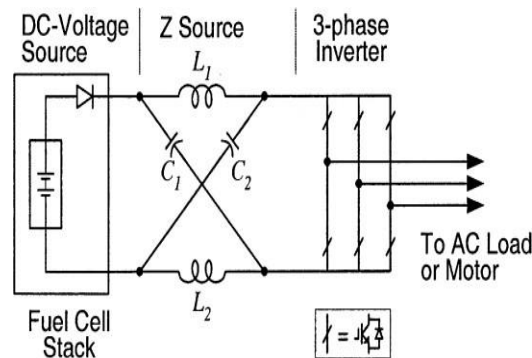 DC-Voltage
Source
Z Source
3-phase
Inverter
L1
C1
C2
L2
To AC Load
or Motor
Fuel Cell
Stack
=